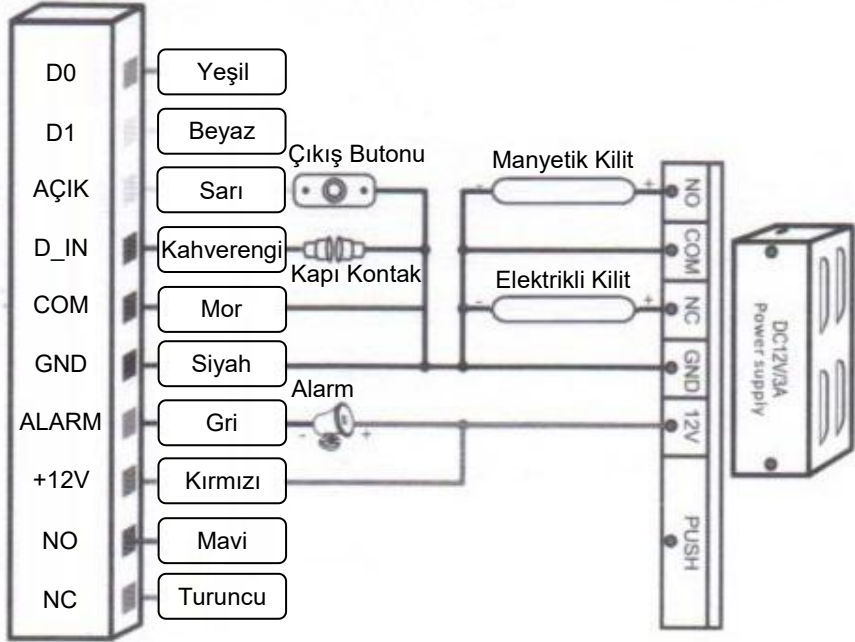 D0 Yeşil
D1 Beyaz
AÇIK Sarı Çıkış Butonu
D_IN Kahverengi Kapı Kontak
COM Mor
GND Siyah
ALARM Gri Alarm
+12V Kırmızı
NO Mavi
NC Turuncu
Manyetik Kilit
- +
Elektrikli Kilit
- +
- +
NO
COM
NC
GND
12V
PUSH
DC12V/3A
Power supply